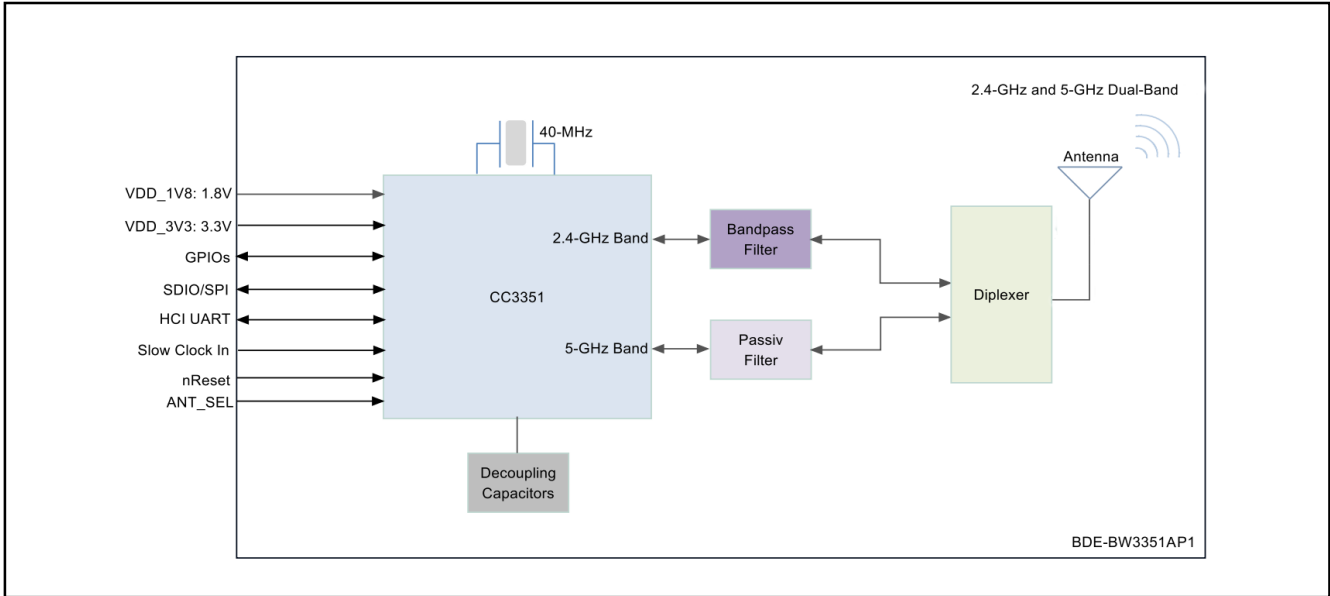 2.4-GHz and 5-GHz Dual-Band
40-MHz
Antenna
VDD_1V8: 1.8V
VDD_3V3: 3.3V
GPIOs
SDIO/SPI
HCI UART
Slow Clock In
nReset
ANT_SEL
2.4-GHz Band
CC3351
5-GHz Band
Bandpass
Filter
Passiv
Filter
Diplexer
Decoupling
Capacitors
BDE-BW3351AP1